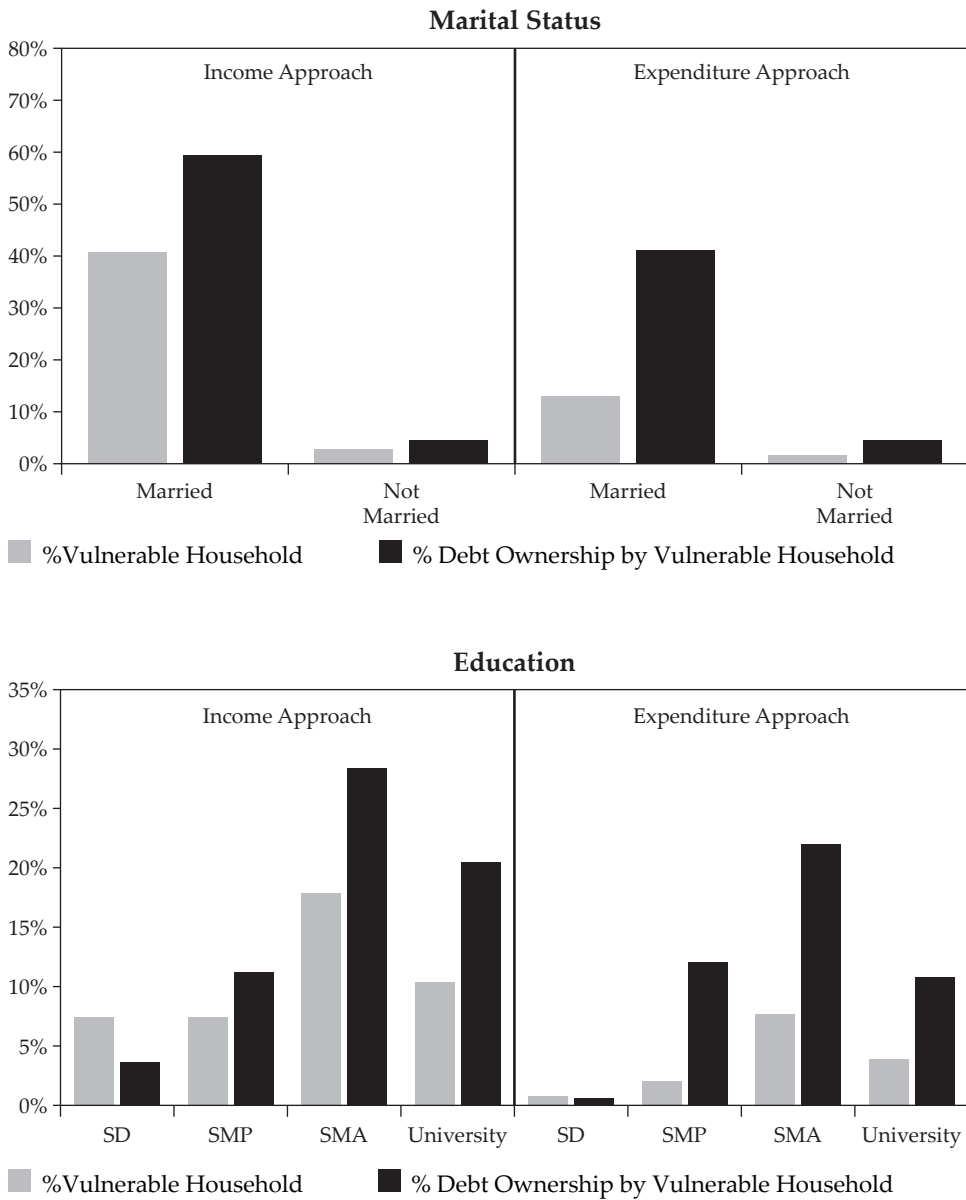 Marital Status
80%
70%
60%
50%
40%
30%
20%
10%
0%
Income Approach
Expenditure Approach
Married
Not
Married
Married
Not
Married
%Vulnerable Household
% Debt Ownership by Vulnerable Household
Education
35%
30%
25%
20%
15%
10%
5%
0%
Income Approach
Expenditure Approach
SD
SMP
SMA
University
SD
SMP
SMA
University
%Vulnerable Household
% Debt Ownership by Vulnerable Household